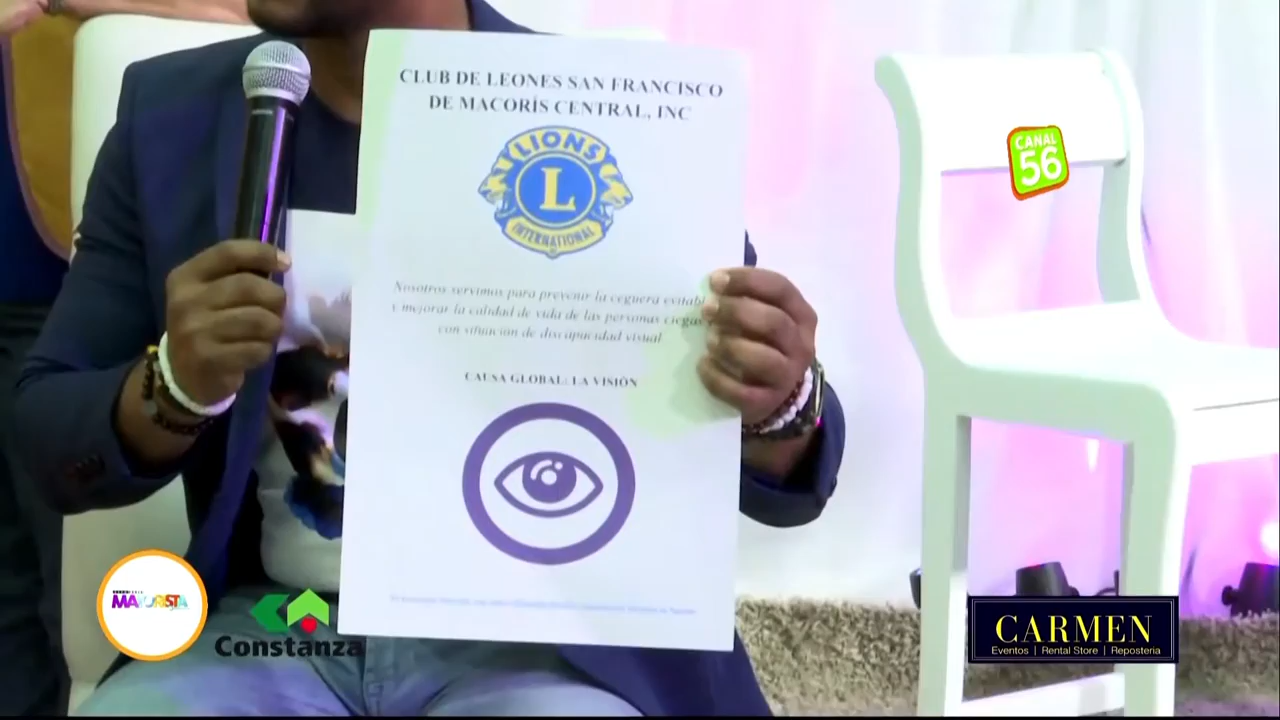 CLUB DE LEONES SAN FRANCISCO
DE MACORÍS CENTRAL, INC
LIONS
L
INTERNATIONAL
Nosotros servimos para prevenir la ceguera
y mejorar la calidad de vida de las personas ciegas
con situación de discapacidad visual
CAUSA GLOBAL: LA VISIÓN
CANAL
56
MAYORISTA
Constanza
CARMEN
Eventos | Rental Store | Reposteria